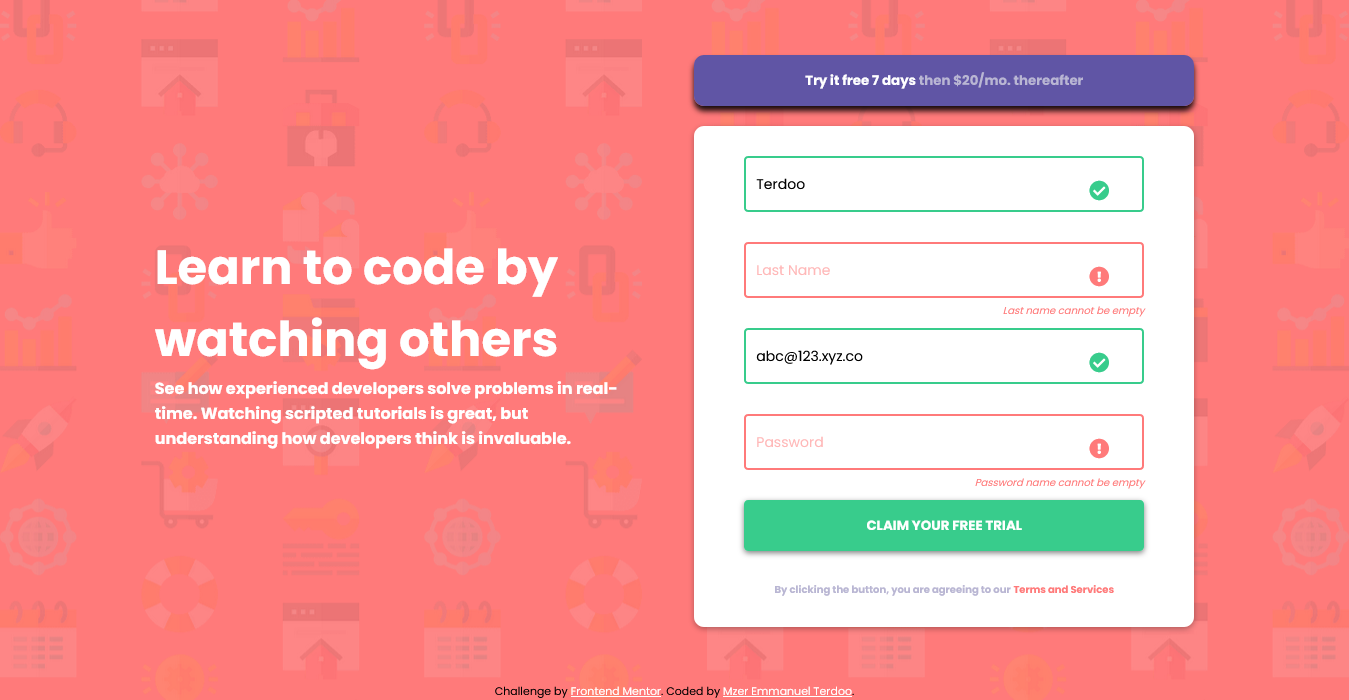 Learn to code by
watching others
See how experienced developers solve problems in real-
time. Watching scripted tutorials is great, but
understanding how developers think is invaluable.
Try it free 7 days then $20/mo. thereafter
Terdoo
Last Name
Last name cannot be empty
abc@123.xyz.co
Password
Password name cannot be empty
CLAIM YOUR FREE TRIAL
By clicking the button, you are agreeing to our Terms and Services
Challenge by Frontend Mentor. Coded by Mzer Emmanuel Terdoo.